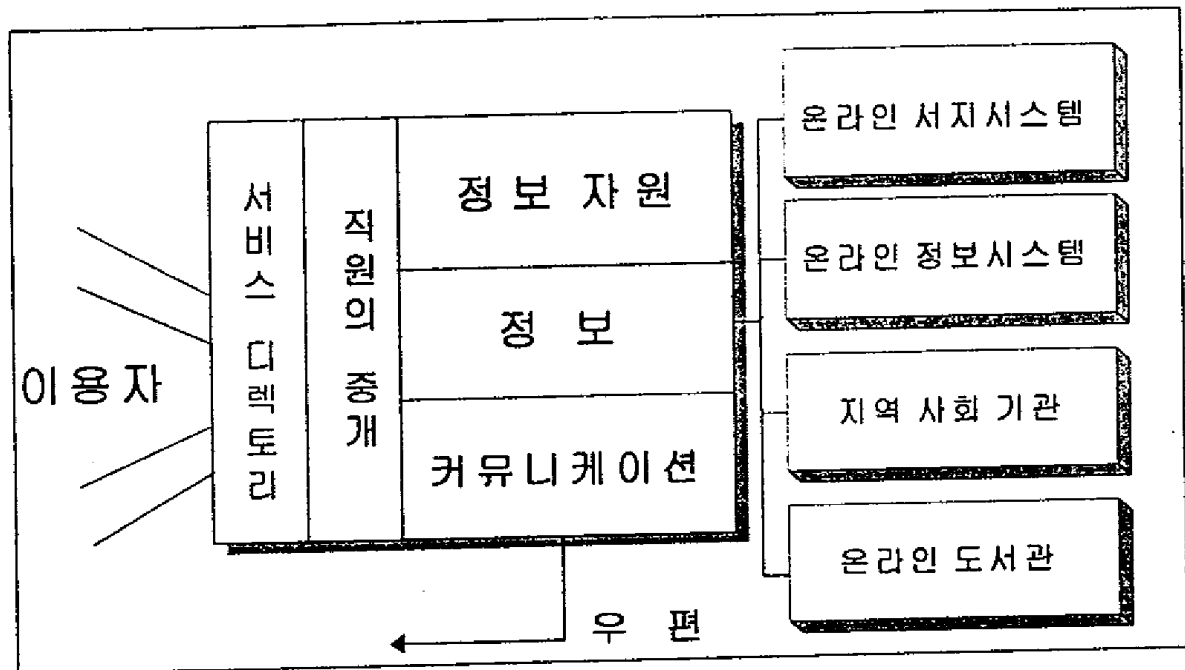 이용자
서비스 디렉토리
직원의 중개
정보 자원
정보
커뮤니케이션
온라인 서지시스템
온라인 정보시스템
지역 사회 기관
온라인 도서관
우편